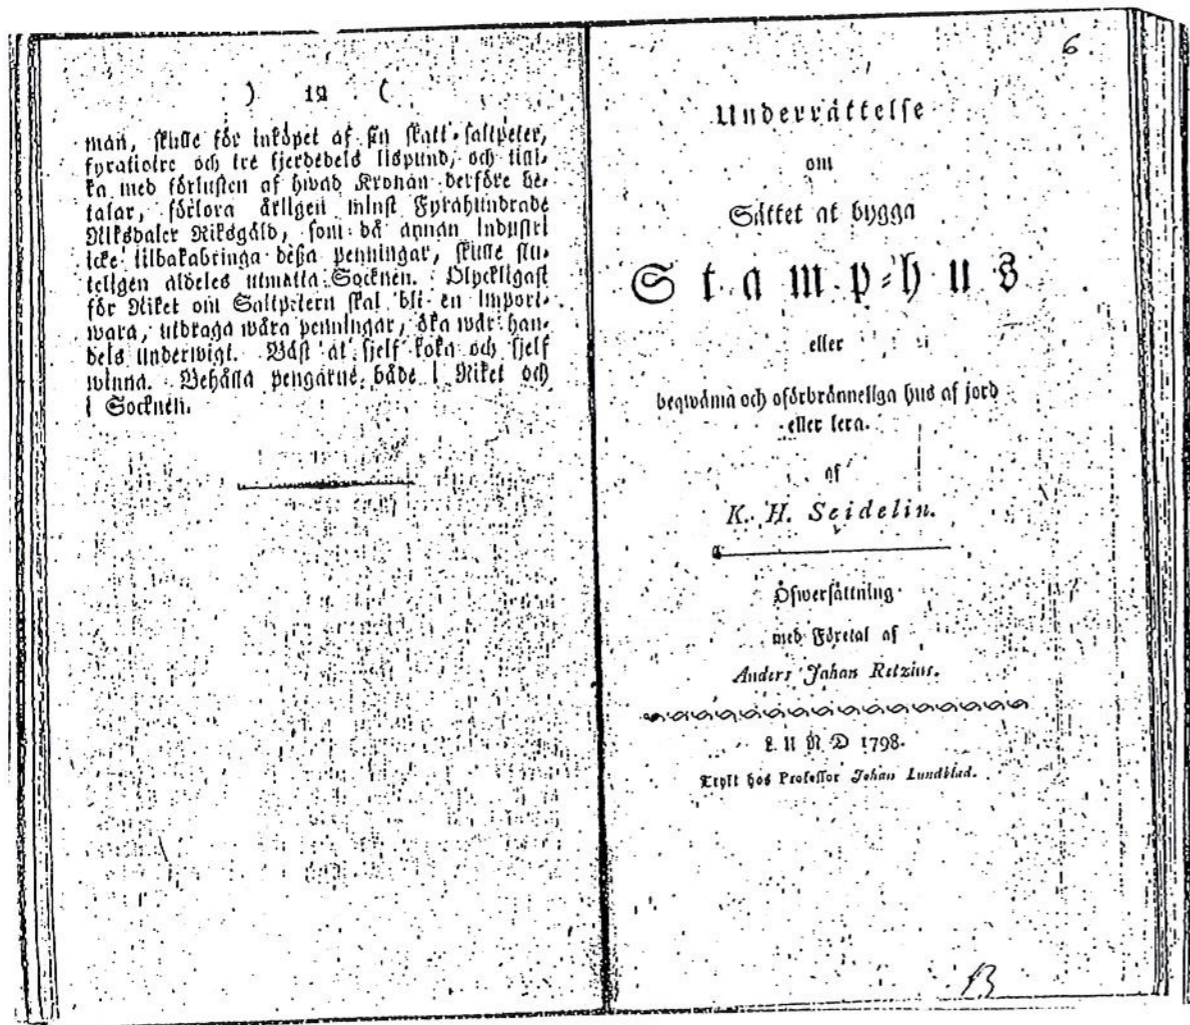 ) 12 (
män, skulle för inköpet af sin skatt-saltpeter,
fyratioire och tre fjerdedels lispund, och
ka med förlusten af hwad Kronan derföre be-
talar, förlora årligen minst Fyrahundrade
Riksdaler Riksgäld, som då annan Industri
icke tilbakabringa deßa penningar, skulle slu-
teligen aldeles utmatta Socknen. Olyckligast
för Riket om Saltpetern skal bli en Import-
wara, utdraga wåra penningar, öka wår han-
dels underwigt. Bäst at sjelf koka och sjelf
winna. Behålla pengarne både i Riket och
i Socknen.
6
Underrättelse
om
Sättet at bygga
Stamp-hus
eller
beqwäma och oförbränneliga hus af jord
eller lera.
af
K. H. Seidelin.
Öfwersättning
med Företal af
Anders Jahan Retzius.
LUND 1798.
Tryckt hos Professor Johan Lundblad.
13